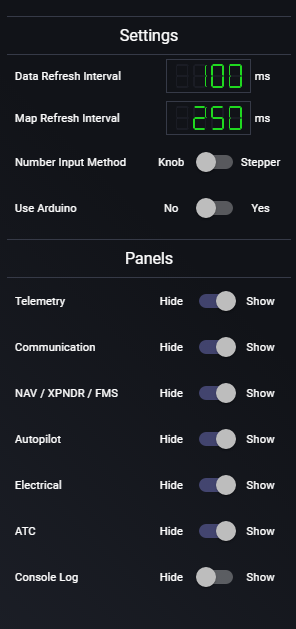 Settings
Data Refresh Interval 100 ms
Map Refresh Interval 250 ms
Number Input Method Knob Stepper
Use Arduino No Yes
Panels
Telemetry Hide Show
Communication Hide Show
NAV / XPNDR / FMS Hide Show
Autopilot Hide Show
Electrical Hide Show
ATC Hide Show
Console Log Hide Show